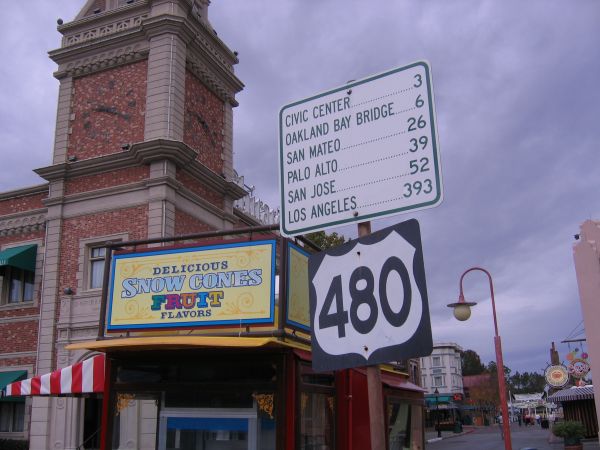 CIVIC CENTER 3
OAKLAND BAY BRIDGE 6
SAN MATEO 26
PALO ALTO 39
SAN JOSE 52
LOS ANGELES 393
480
DELICIOUS
SNOW CONES
FRUIT
FLAVORS